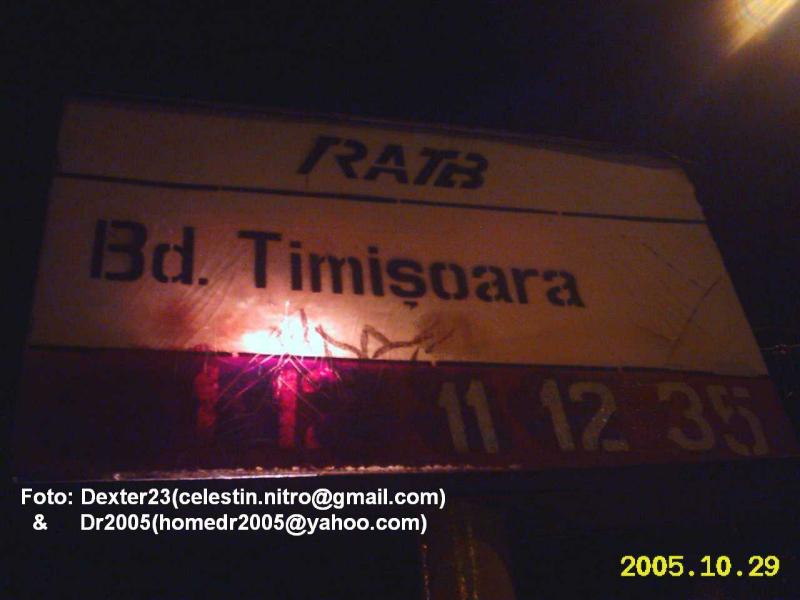 RATB
Bd. Timișoara
11 12 35
Foto: Dexter23(celestin.nitro@gmail.com)
& Dr2005(homedr2005@yahoo.com)
2005.10.29